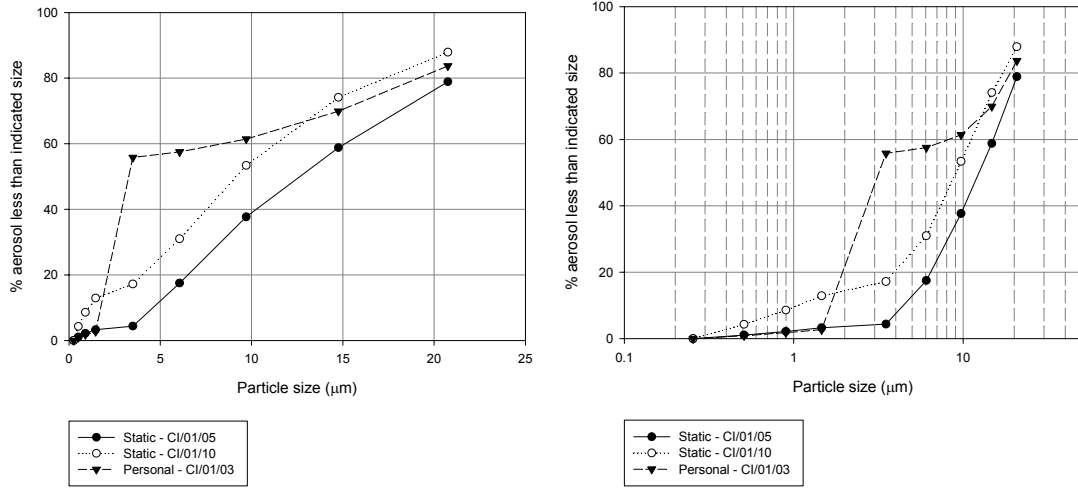 100
80
60
40
20
0
% aerosol less than indicated size
0 5 10 15 20 25
Particle size (μm)
Static - CI/01/05
Static - CI/01/10
Personal - CI/01/03
100
80
60
40
20
0
% aerosol less than indicated size
0.1 1 10
Particle size (μm)
Static - CI/01/05
Static - CI/01/10
Personal - CI/01/03